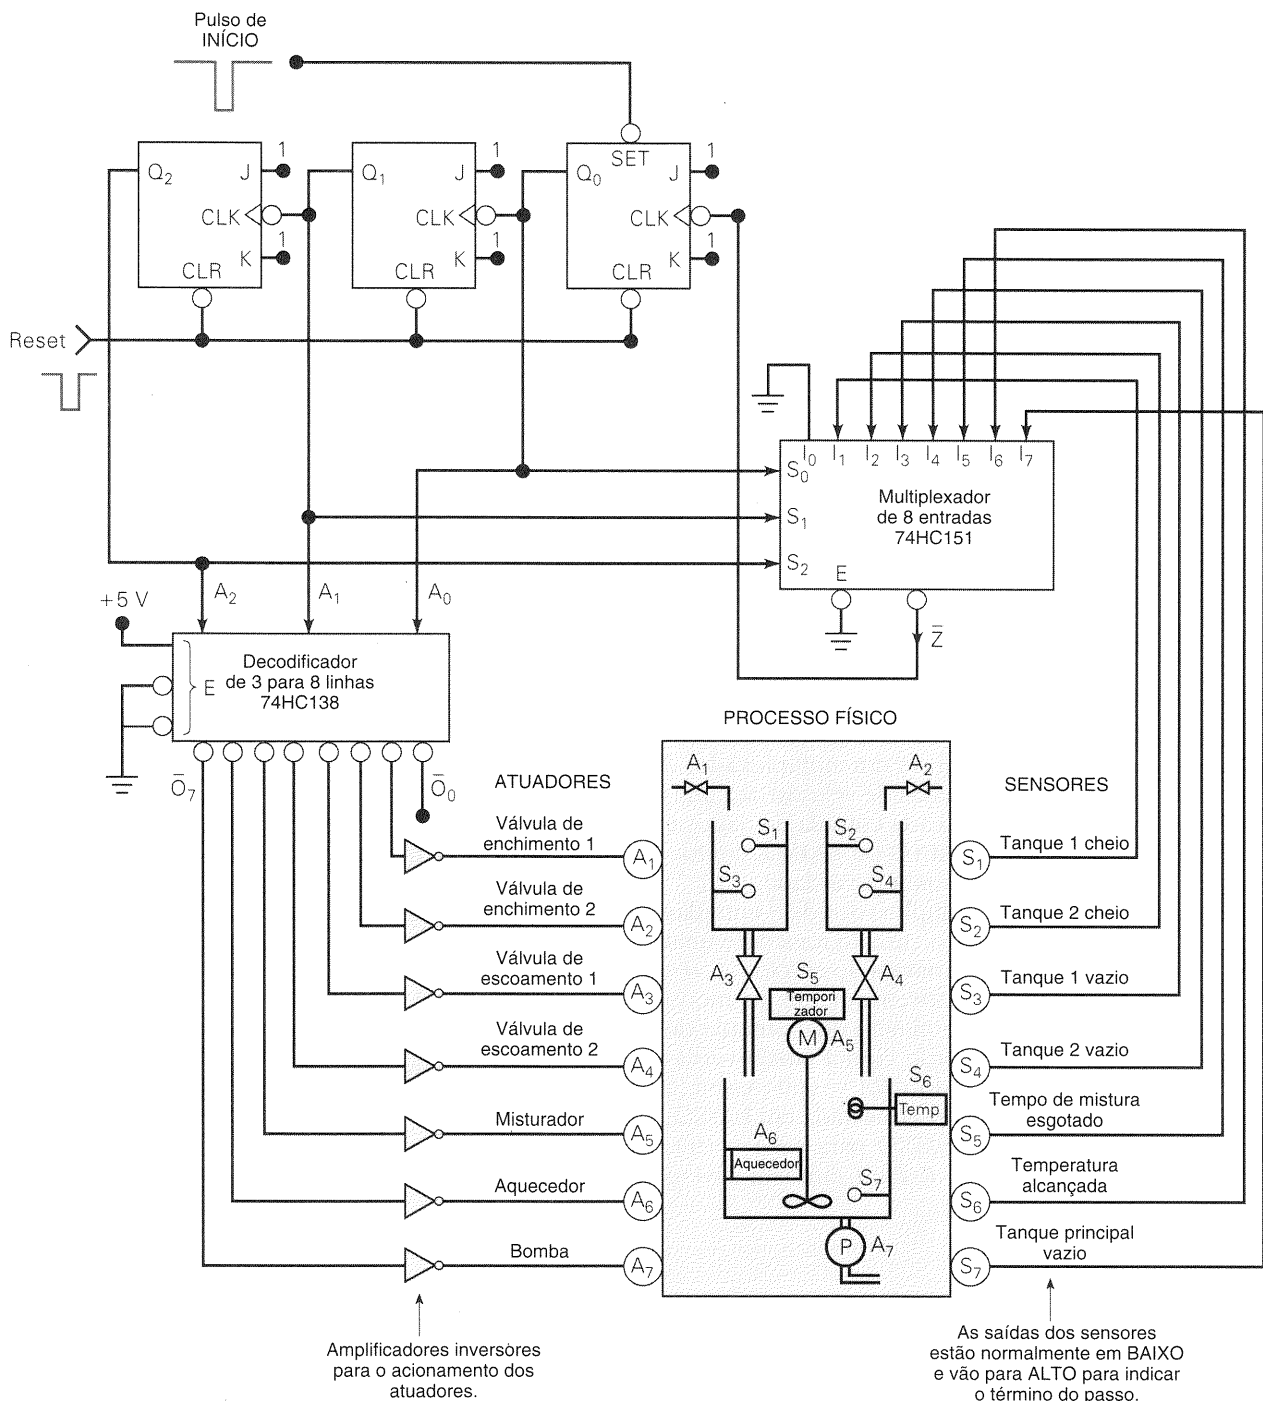 Pulso de
INÍCIO
Q2 J 1
CLK
K 1
CLR
Q1 J 1
CLK
K 1
CLR
SET
Q0 J 1
CLK
K 1
CLR
Reset
I0 I1 I2 I3 I4 I5 I6 I7
S0
S1
S2
Multiplexador
de 8 entradas
74HC151
E
Z̅
+5 V
A2 A1 A0
E
Decodificador
de 3 para 8 linhas
74HC138
O̅7 O̅0
ATUADORES
Válvula de
enchimento 1
A1
Válvula de
enchimento 2
A2
Válvula de
escoamento 1
A3
Válvula de
escoamento 2
A4
Misturador
A5
Aquecedor
A6
Bomba
A7
Amplificadores inversores
para o acionamento dos
atuadores.
PROCESSO FÍSICO
A1 A2
S1 S2
S3 S4
A3 S5 A4
Tempori
zador
M A5
S6
Temp
A6
Aquecedor
S7
P A7
SENSORES
S1 Tanque 1 cheio
S2 Tanque 2 cheio
S3 Tanque 1 vazio
S4 Tanque 2 vazio
Tempo de mistura
esgotado
S5
Temperatura
alcançada
S6
Tanque principal
vazio
S7
As saídas dos sensores
estão normalmente em BAIXO
e vão para ALTO para indicar
o término do passo.